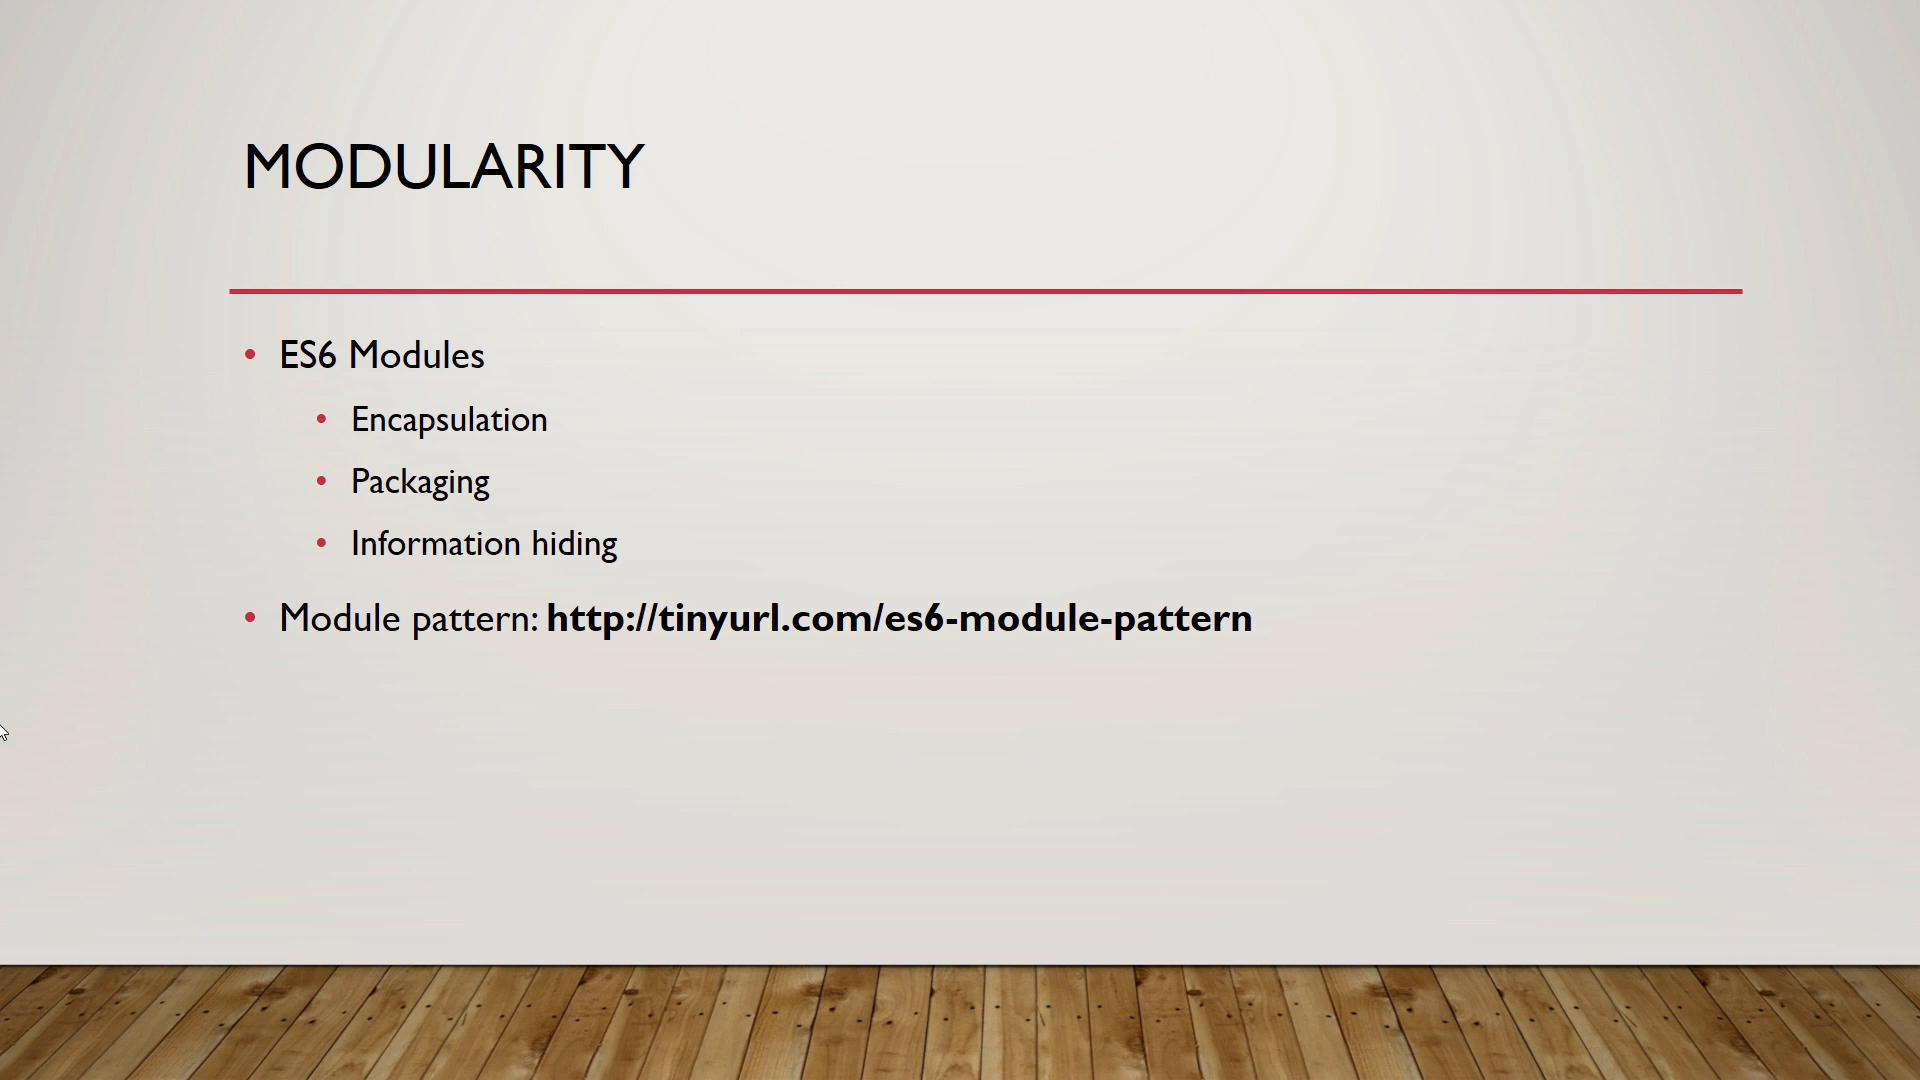 MODULARITY
• ES6 Modules
• Encapsulation
• Packaging
• Information hiding
• Module pattern: http://tinyurl.com/es6-module-pattern